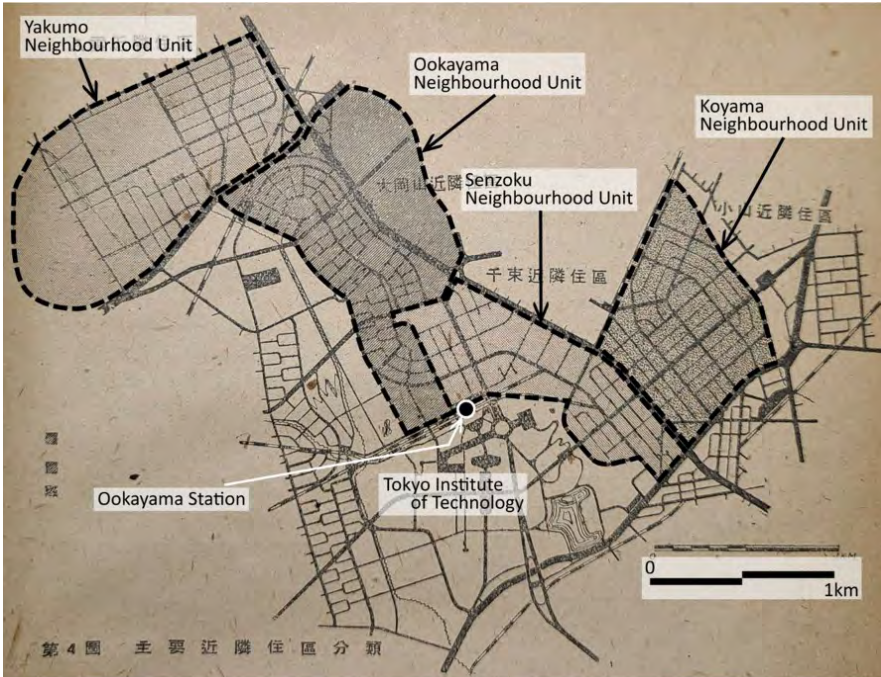 Yakumo
Neighbourhood Unit
Ookayama
Neighbourhood Unit
Koyama
Neighbourhood Unit
Senzoku
Neighbourhood Unit
大岡山近隣住區
小山近隣住區
千束近隣住區
Ookayama Station
Tokyo Institute
of Technology
0
1km
第4圖 主要近隣住區分類